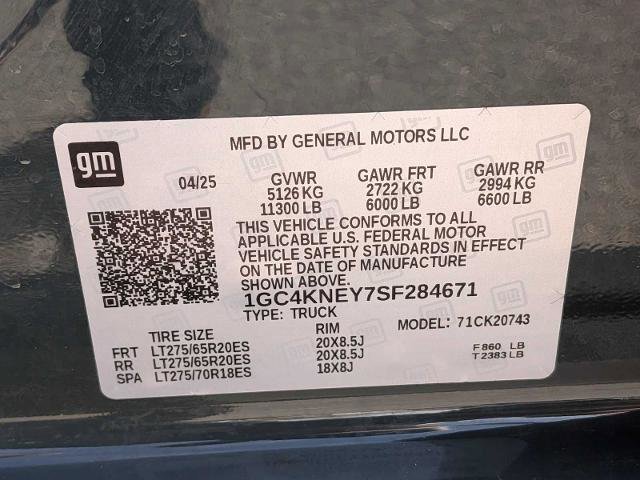 gm
MFD BY GENERAL MOTORS LLC
04/25
GVWR GAWR FRT GAWR RR
5126 KG 2722 KG 2994 KG
11300 LB 6000 LB 6600 LB
THIS VEHICLE CONFORMS TO ALL
APPLICABLE U.S. FEDERAL MOTOR
VEHICLE SAFETY STANDARDS IN EFFECT
ON THE DATE OF MANUFACTURE
SHOWN ABOVE.
1GC4KNEY7SF284671
TYPE: TRUCK MODEL: 71CK20743
TIRE SIZE RIM
FRT LT275/65R20ES 20X8.5J F 860 LB
RR LT275/65R20ES 20X8.5J T 2383 LB
SPA LT275/70R18ES 18X8J